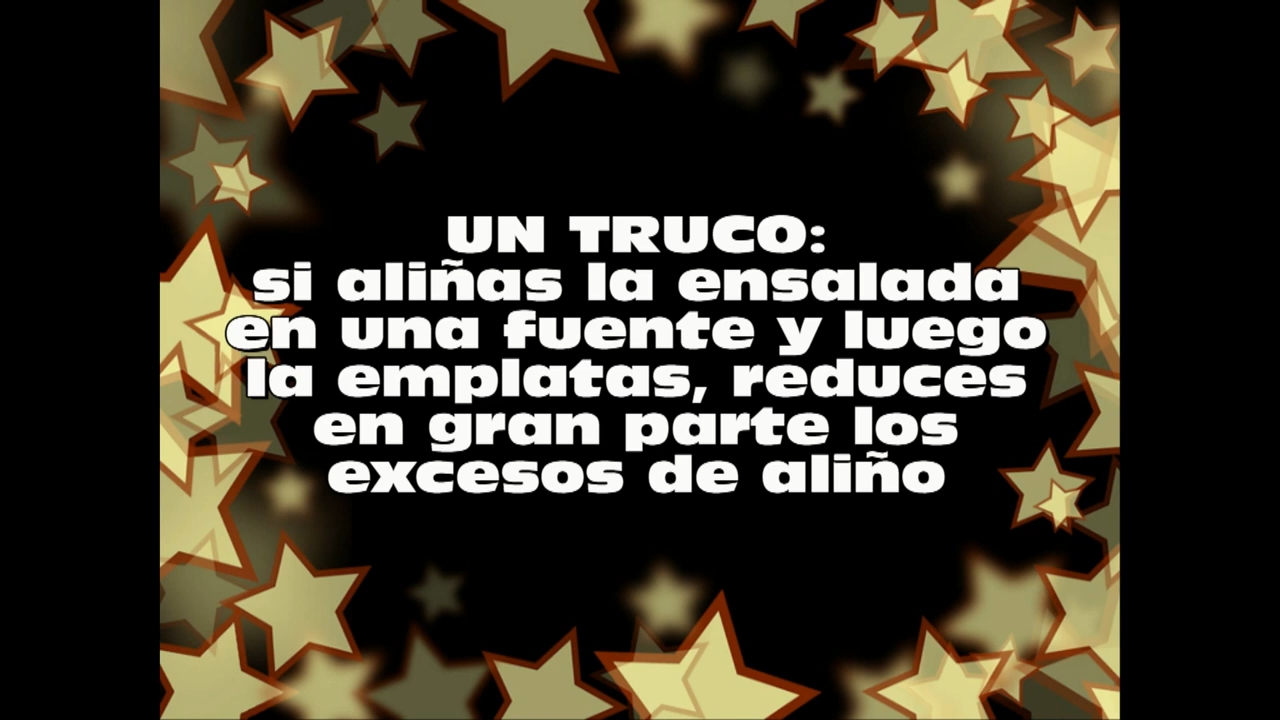 UN TRUCO:
si aliñas la ensalada
en una fuente y luego
la emplatas, reduces
en gran parte los
excesos de aliño